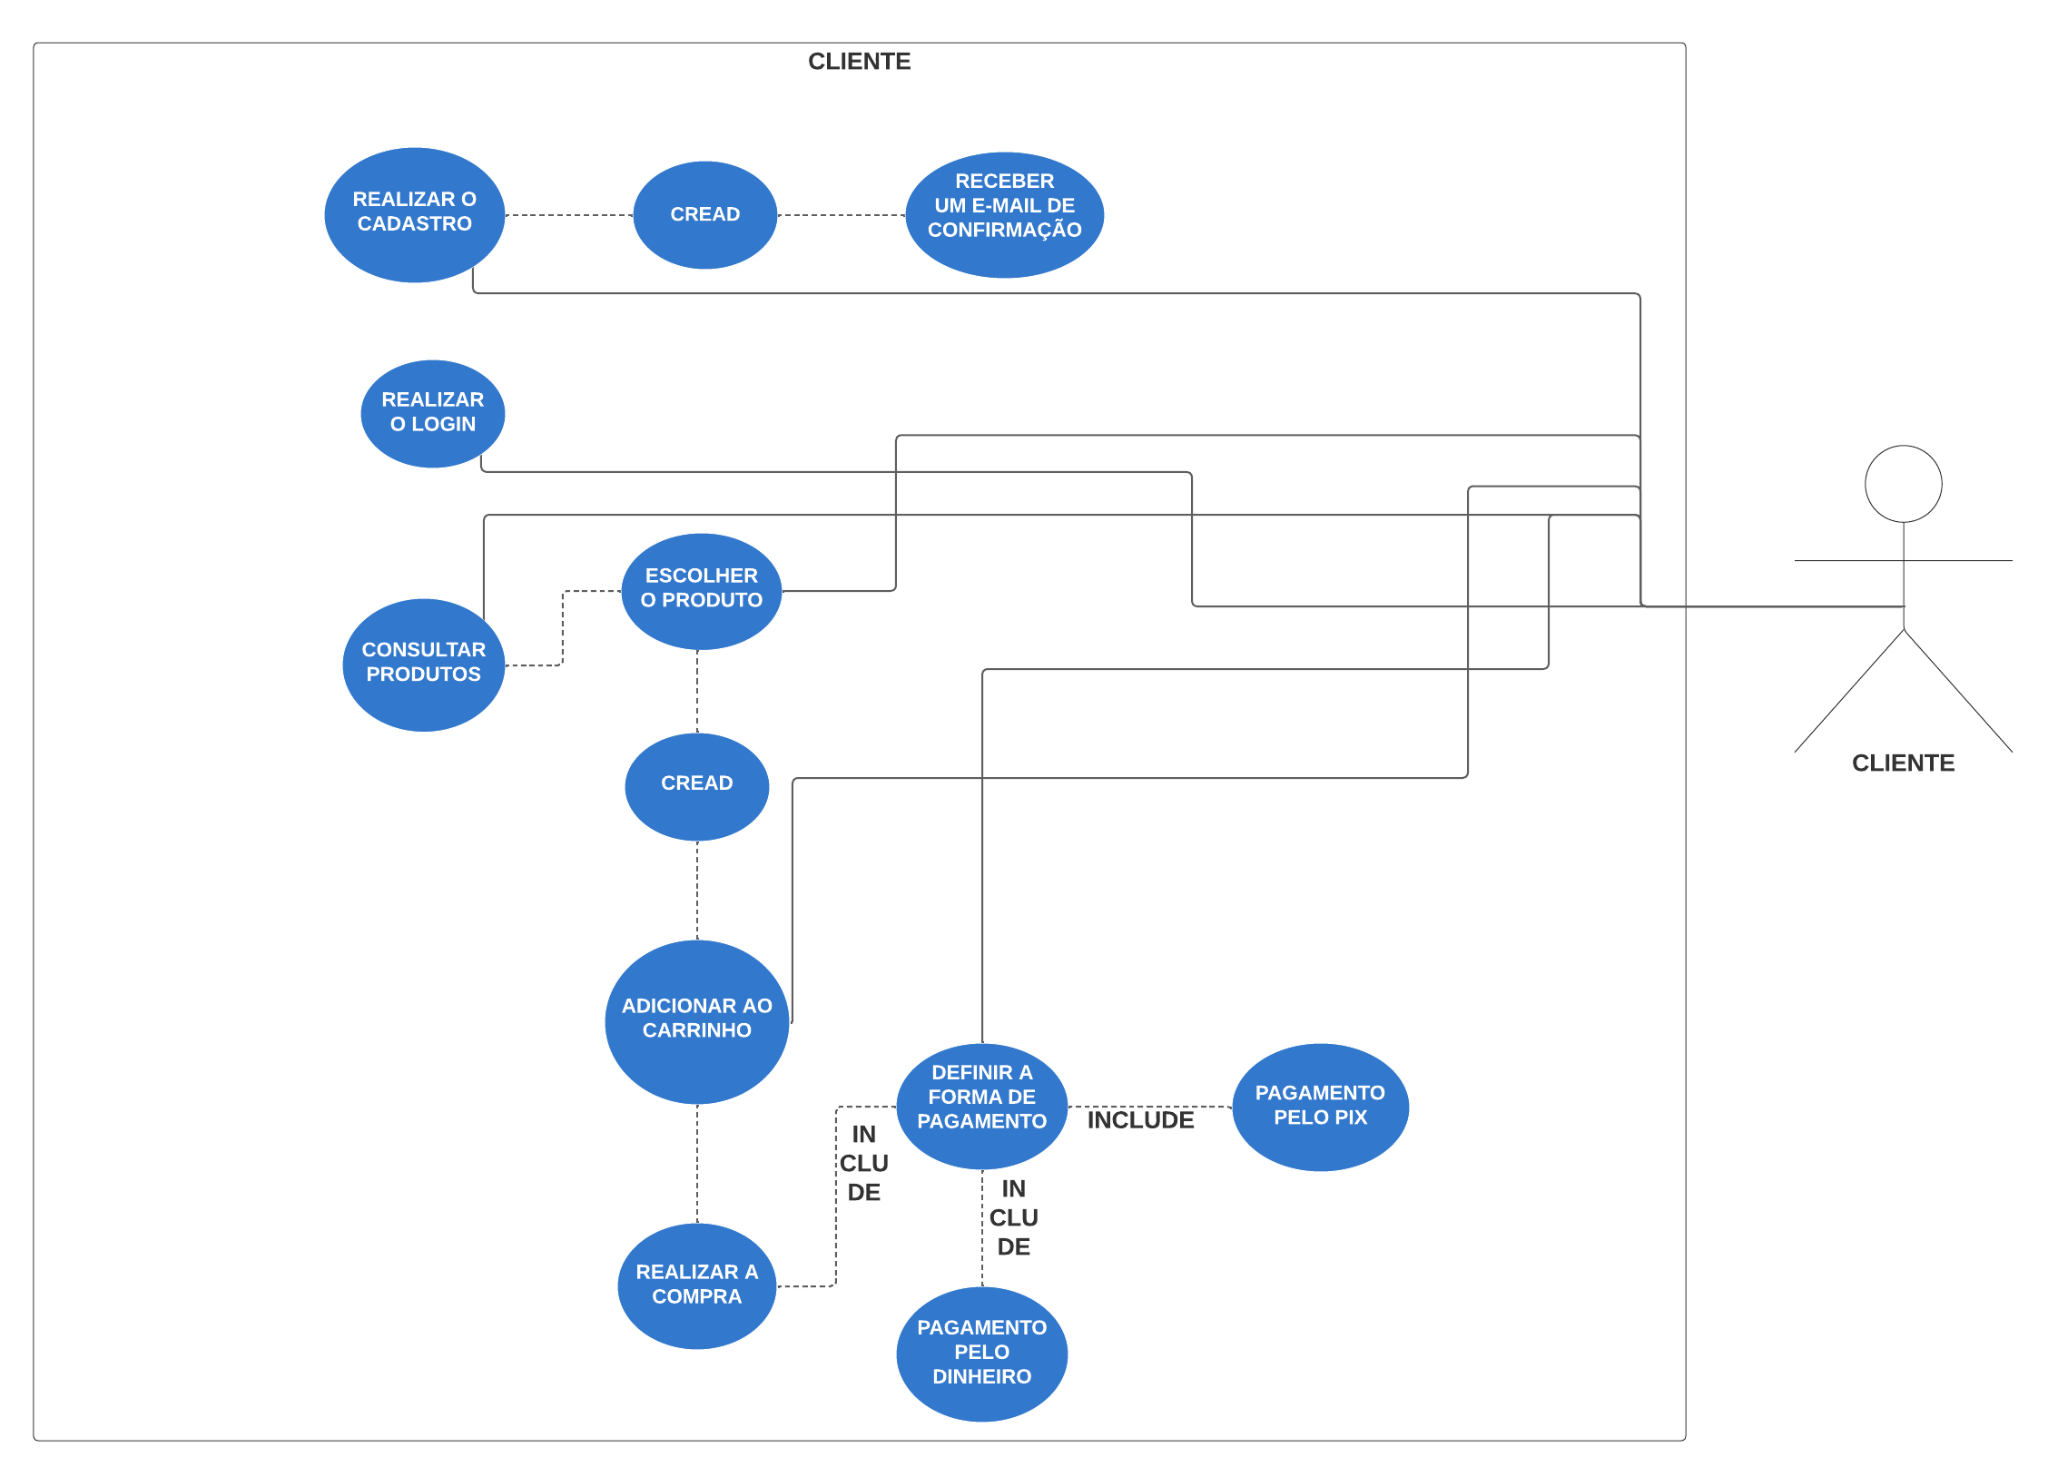 CLIENTE
REALIZAR O
CADASTRO
CREAD
RECEBER
UM E-MAIL DE
CONFIRMAÇÃO
REALIZAR
O LOGIN
ESCOLHER
O PRODUTO
CONSULTAR
PRODUTOS
CLIENTE
CREAD
ADICIONAR AO
CARRINHO
DEFINIR A
FORMA DE
PAGAMENTO
INCLUDE
PAGAMENTO
PELO PIX
IN
CLU
DE
IN
CLU
DE
REALIZAR A
COMPRA
PAGAMENTO
PELO
DINHEIRO